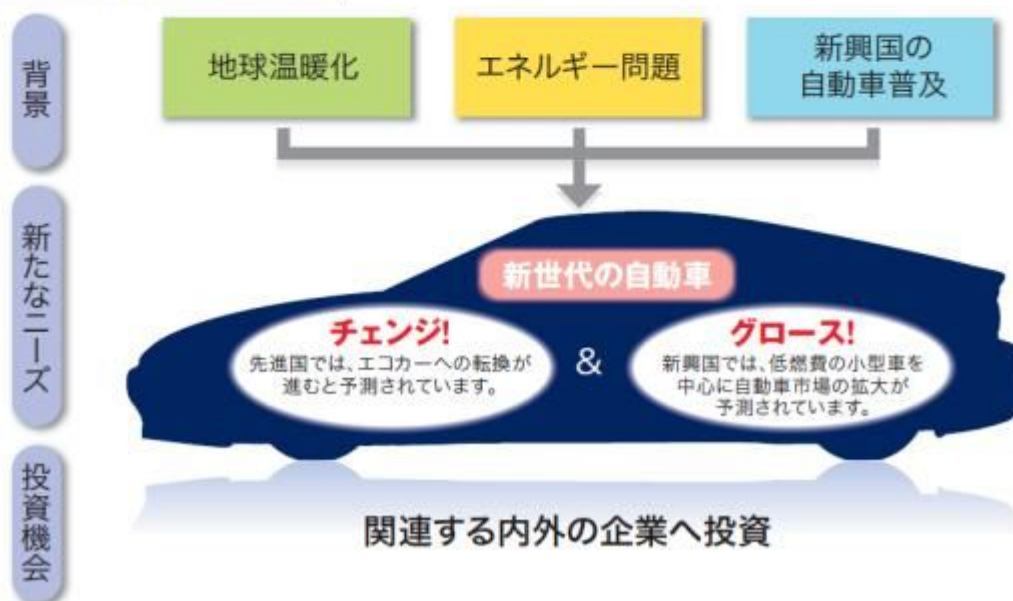 背景
地球温暖化
エネルギー問題
新興国の
自動車普及
新たなニーズ
新世代の自動車
チェンジ!
先進国では、エコカーへの転換が
進むと予測されています。
&
グロース!
新興国では、低燃費の小型車を
中心に自動車市場の拡大が
予測されています。
投資機会
関連する内外の企業へ投資